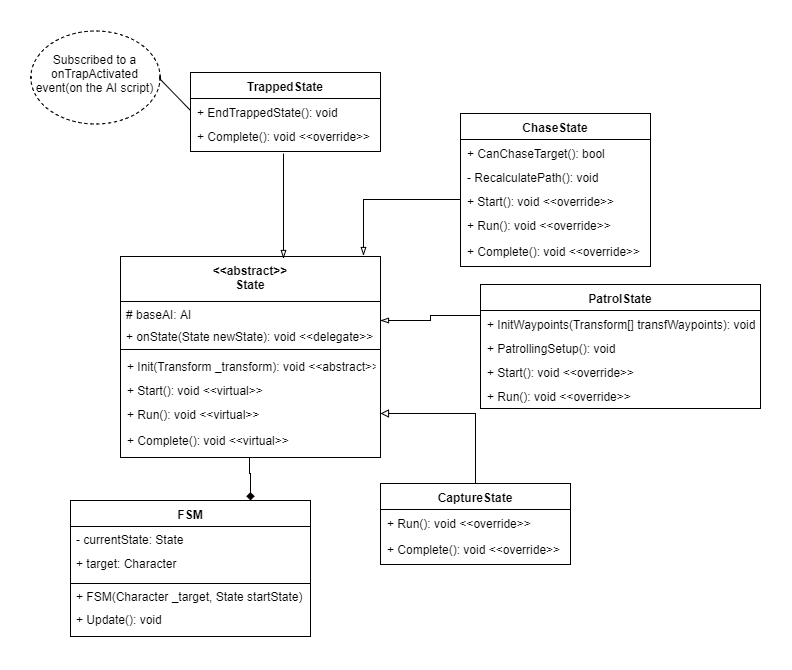 Subscribed to a
onTrapActivated
event(on the AI script)
TrappedState
+ EndTrappedState(): void
+ Complete(): void <<override>>
ChaseState
+ CanChaseTarget(): bool
- RecalculatePath(): void
+ Start(): void <<override>>
+ Run(): void <<override>>
+ Complete(): void <<override>>
<<abstract>>
State
# baseAI: AI
+ onState(State newState): void <<delegate>>
+ Init(Transform _transform): void <<abstract>
+ Start(): void <<virtual>>
+ Run(): void <<virtual>>
+ Complete(): void <<virtual>>
PatrolState
+ InitWaypoints(Transform[] transfWaypoints): void
+ PatrollingSetup(): void
+ Start(): void <<override>>
+ Run(): void <<override>>
CaptureState
+ Run(): void <<override>>
+ Complete(): void <<override>>
FSM
- currentState: State
+ target: Character
+ FSM(Character _target, State startState)
+ Update(): void